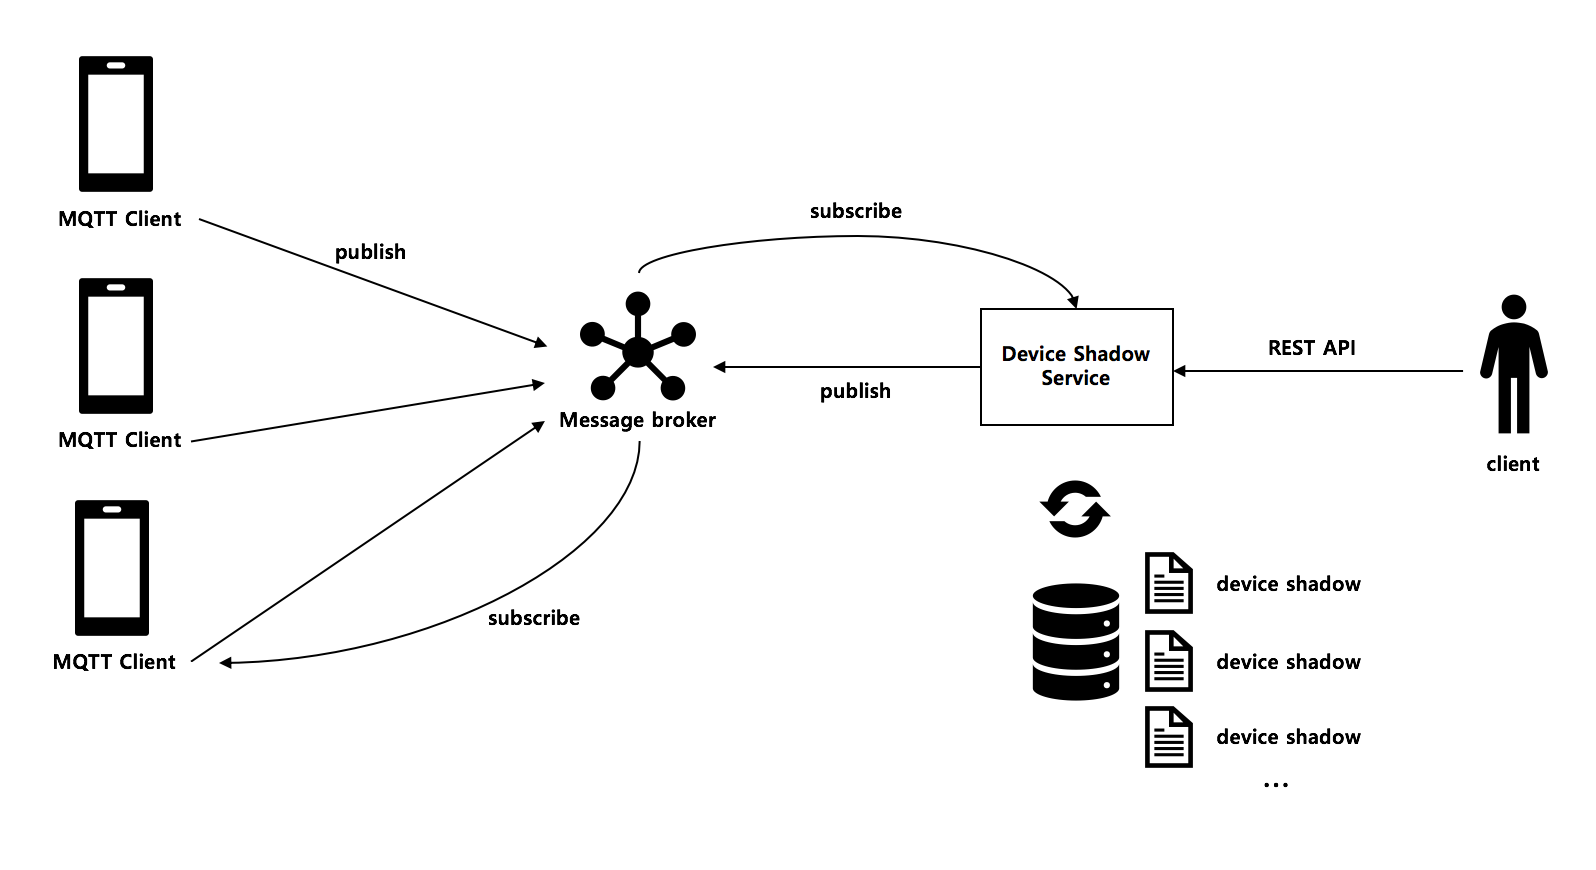 MQTT Client
publish
MQTT Client
MQTT Client
subscribe
Message broker
subscribe
publish
Device Shadow
Service
REST API
client
device shadow
device shadow
device shadow
...